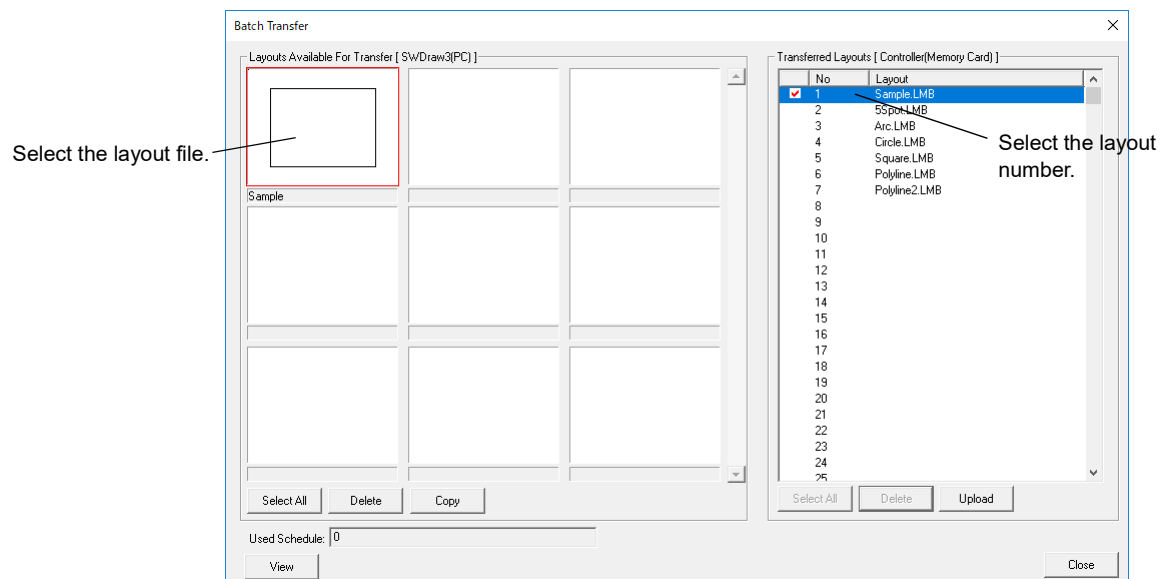 Batch Transfer
Layouts Available For Transfer [ SWDraw3(PC) ]
Transferred Layouts [ Controller(Memory Card) ]
No Layout
1 Sample.LMB
2 5Spot.LMB
3 Arc.LMB
4 Circle.LMB
5 Square.LMB
6 Polyline.LMB
7 Polyline2.LMB
8
9
10
11
12
13
14
15
16
17
18
19
20
21
22
23
24
25
Select the layout file.
Select the layout
number.
Sample
Select All Delete Copy
Select All Delete Upload
Used Schedule: 0
View
Close